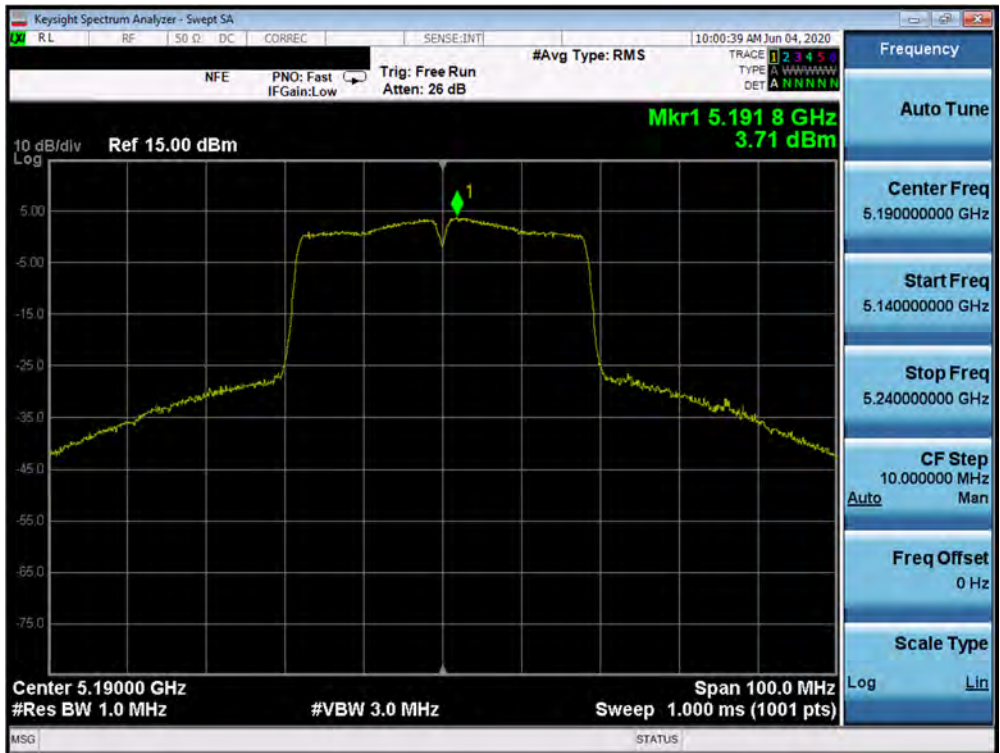 Keysight Spectrum Analyzer - Swept SA
LXI RL RF 50 Ω DC CORREC SENSE:INT 10:00:39 AM Jun 04, 2020
#Avg Type: RMS TRACE 1 2 3 4 5 6
NFE PNO: Fast Trig: Free Run TYPE A WWWWW
IFGain:Low Atten: 26 dB DET A N N N N N
Mkr1 5.191 8 GHz
3.71 dBm
10 dB/div Ref 15.00 dBm
Log
1
5.00
-5.00
-15.0
-25.0
-35.0
-45.0
-55.0
-65.0
-75.0
Center 5.19000 GHz Span 100.0 MHz
#Res BW 1.0 MHz #VBW 3.0 MHz Sweep 1.000 ms (1001 pts)
MSG STATUS
Frequency
Auto Tune
Center Freq
5.190000000 GHz
Start Freq
5.140000000 GHz
Stop Freq
5.240000000 GHz
CF Step
10.000000 MHz
Auto Man
Freq Offset
0 Hz
Scale Type
Log Lin